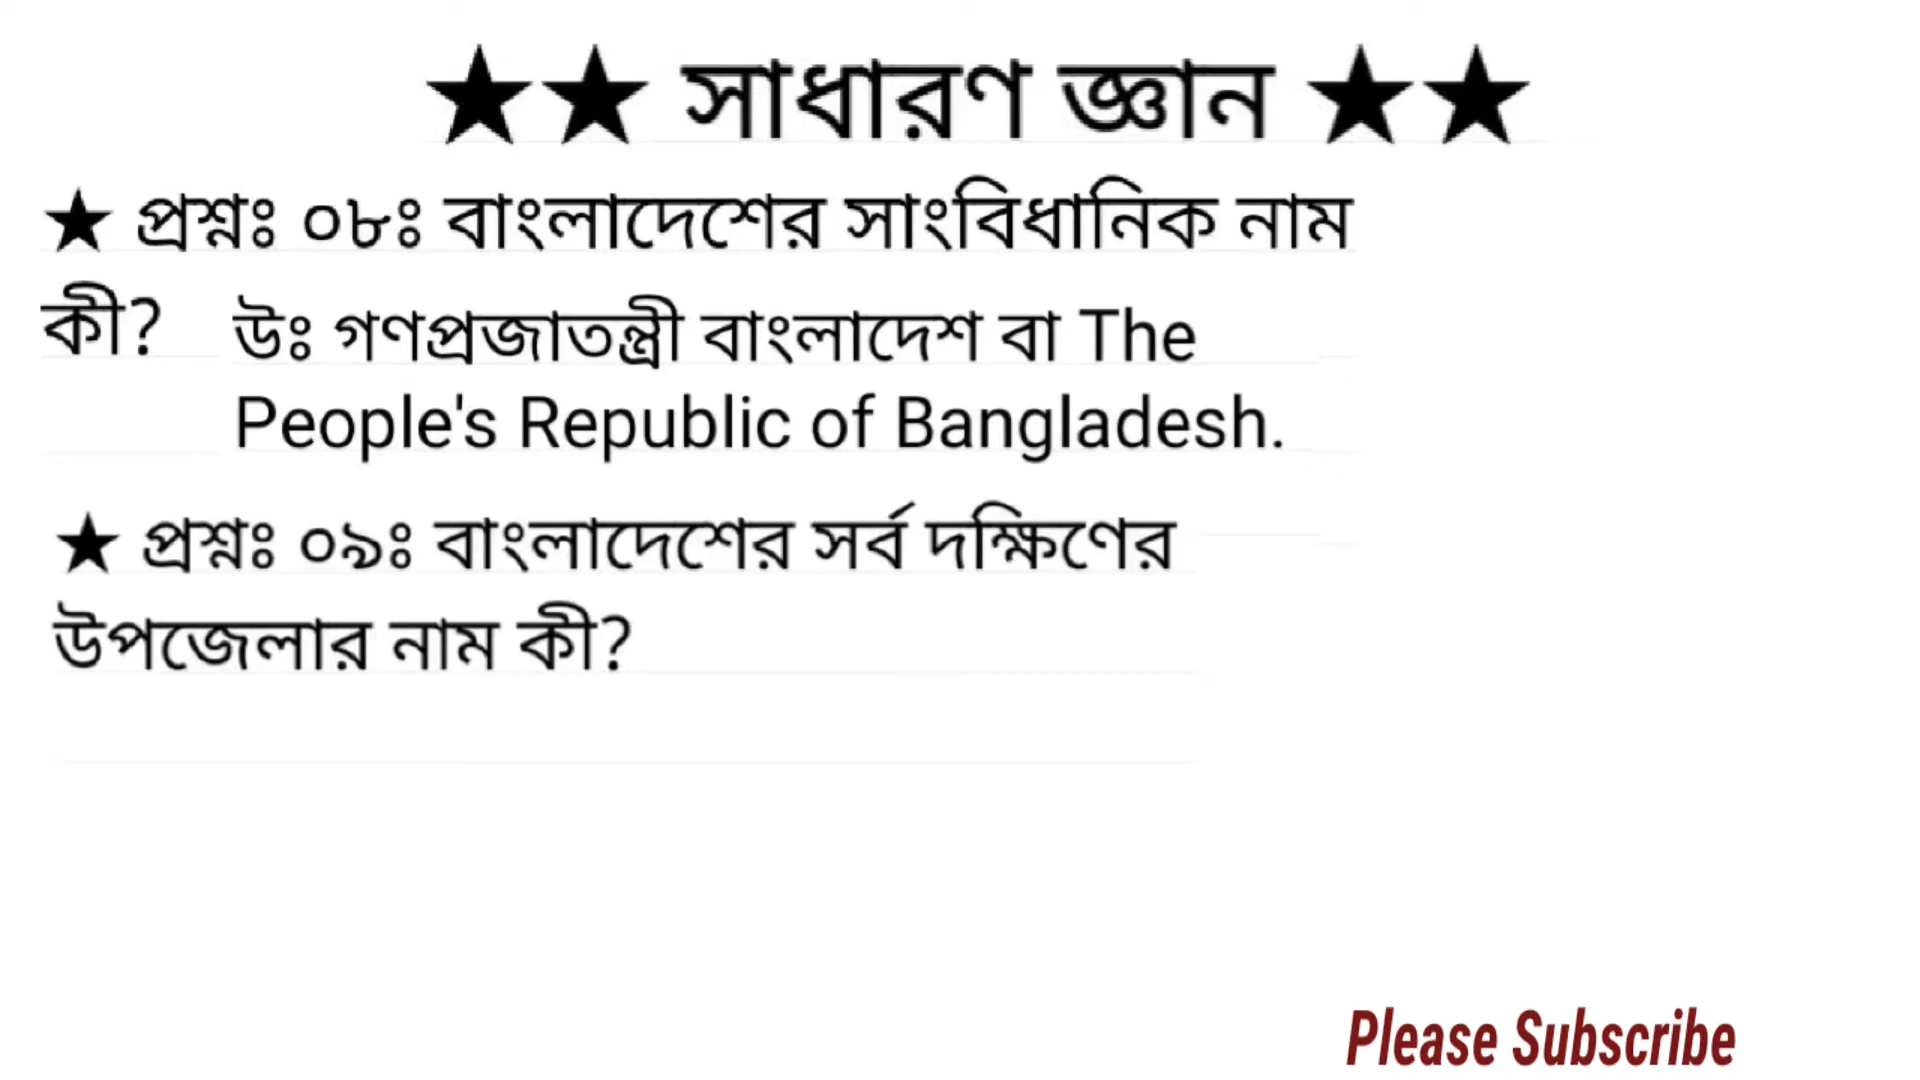 ★★ সাধারণ জ্ঞান ★★
★ প্রশ্নঃ ০৮ঃ বাংলাদেশের সাংবিধানিক নাম
কী?
উঃ গণপ্রজাতন্ত্রী বাংলাদেশ বা The
People's Republic of Bangladesh.
★ প্রশ্নঃ ০৯ঃ বাংলাদেশের সর্ব দক্ষিণের
উপজেলার নাম কী?
Please Subscribe